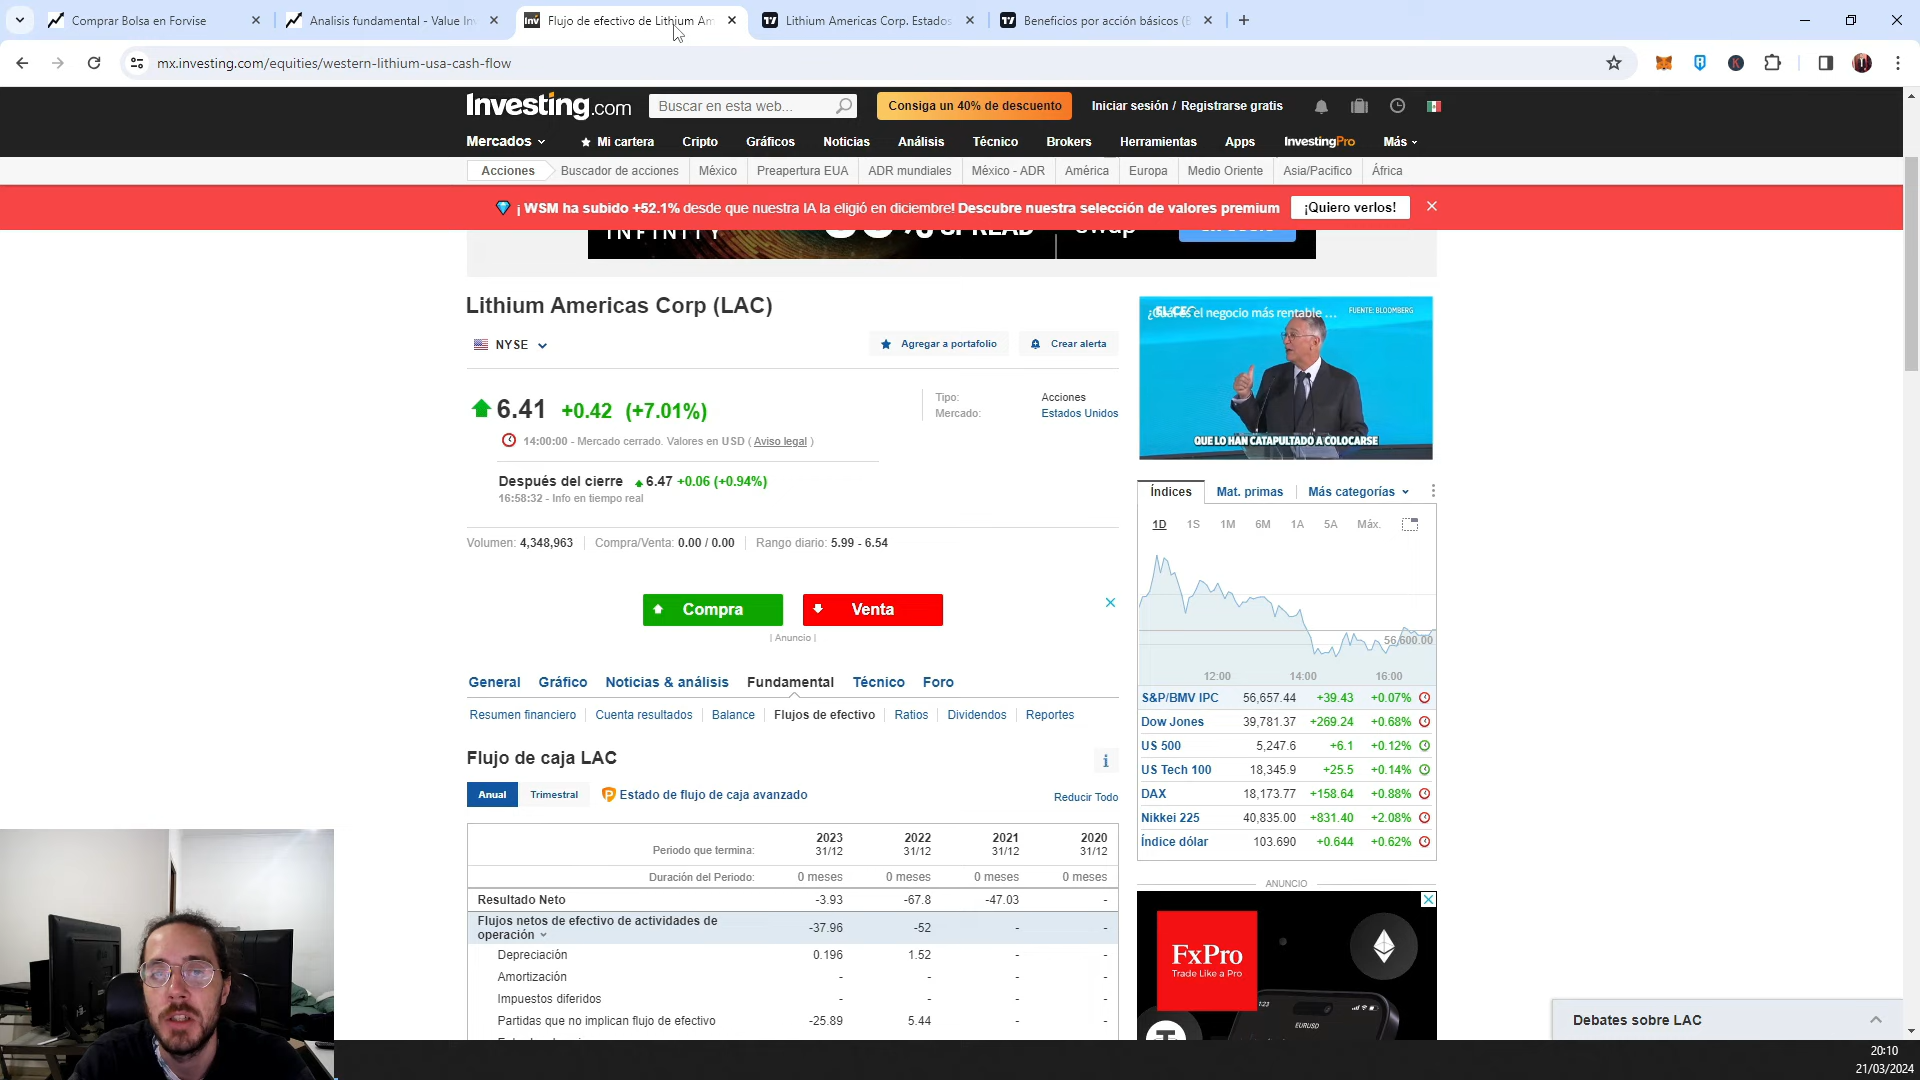 Comprar Bolsa en Forvise
Analisis fundamental - Value In
Flujo de efectivo de Lithium Am
Lithium Americas Corp. Estados
Beneficios por acción básicos (E
mx.investing.com/equities/western-lithium-usa-cash-flow
Investing.com
Buscar en esta web...
Consiga un 40% de descuento
Iniciar sesión / Registrarse gratis
Mercados
Mi cartera
Cripto
Gráficos
Noticias
Análisis
Técnico
Brokers
Herramientas
Apps
InvestingPro
Más
Acciones
Buscador de acciones
México
Preapertura EUA
ADR mundiales
México - ADR
América
Europa
Medio Oriente
Asia/Pacifico
África
¡ WSM ha subido +52.1% desde que nuestra IA la eligió en diciembre! Descubre nuestra selección de valores premium
¡Quiero verlos!
INFINITY
% SPREAD
Swap
Lithium Americas Corp (LAC)
NYSE
Agregar a portafolio
Crear alerta
6.41 +0.42 (+7.01%)
14:00:00 - Mercado cerrado. Valores en USD ( Aviso legal )
Tipo: Acciones
Mercado: Estados Unidos
Después del cierre 6.47 +0.06 (+0.94%)
16:58:32 - Info en tiempo real
Volumen: 4,348,963
Compra/Venta: 0.00 / 0.00
Rango diario: 5.99 - 6.54
Compra
Venta
| Anuncio |
General
Gráfico
Noticias & análisis
Fundamental
Técnico
Foro
Resumen financiero
Cuenta resultados
Balance
Flujos de efectivo
Ratios
Dividendos
Reportes
Flujo de caja LAC
Anual
Trimestral
Estado de flujo de caja avanzado
Reducir Todo
Periodo que termina: 2023 31/12 2022 31/12 2021 31/12 2020 31/12
Duración del Periodo: 0 meses 0 meses 0 meses 0 meses
Resultado Neto -3.93 -67.8 -47.03 -
Flujos netos de efectivo de actividades de
operación -37.96 -52 - -
Depreciación 0.196 1.52 - -
Amortización - - - -
Impuestos diferidos - - - -
Partidas que no implican flujo de efectivo -25.89 5.44 - -
el negocio más rentable ...
FUENTE: BLOOMBERG
QUE LO HAN CATAPULTADO A COLOCARSE
Índices
Mat. primas
Más categorías
1D 1S 1M 6M 1A 5A Máx.
56,600.00
12:00 14:00 16:00
S&P/BMV IPC 56,657.44 +39.43 +0.07%
Dow Jones 39,781.37 +269.24 +0.68%
US 500 5,247.6 +6.1 +0.12%
US Tech 100 18,345.9 +25.5 +0.14%
DAX 18,173.77 +158.64 +0.88%
Nikkei 225 40,835.00 +831.40 +2.08%
Índice dólar 103.690 +0.644 +0.62%
ANUNCIO
FxPro
Trade Like a Pro
EURUSD
Debates sobre LAC
20:10
21/03/2024